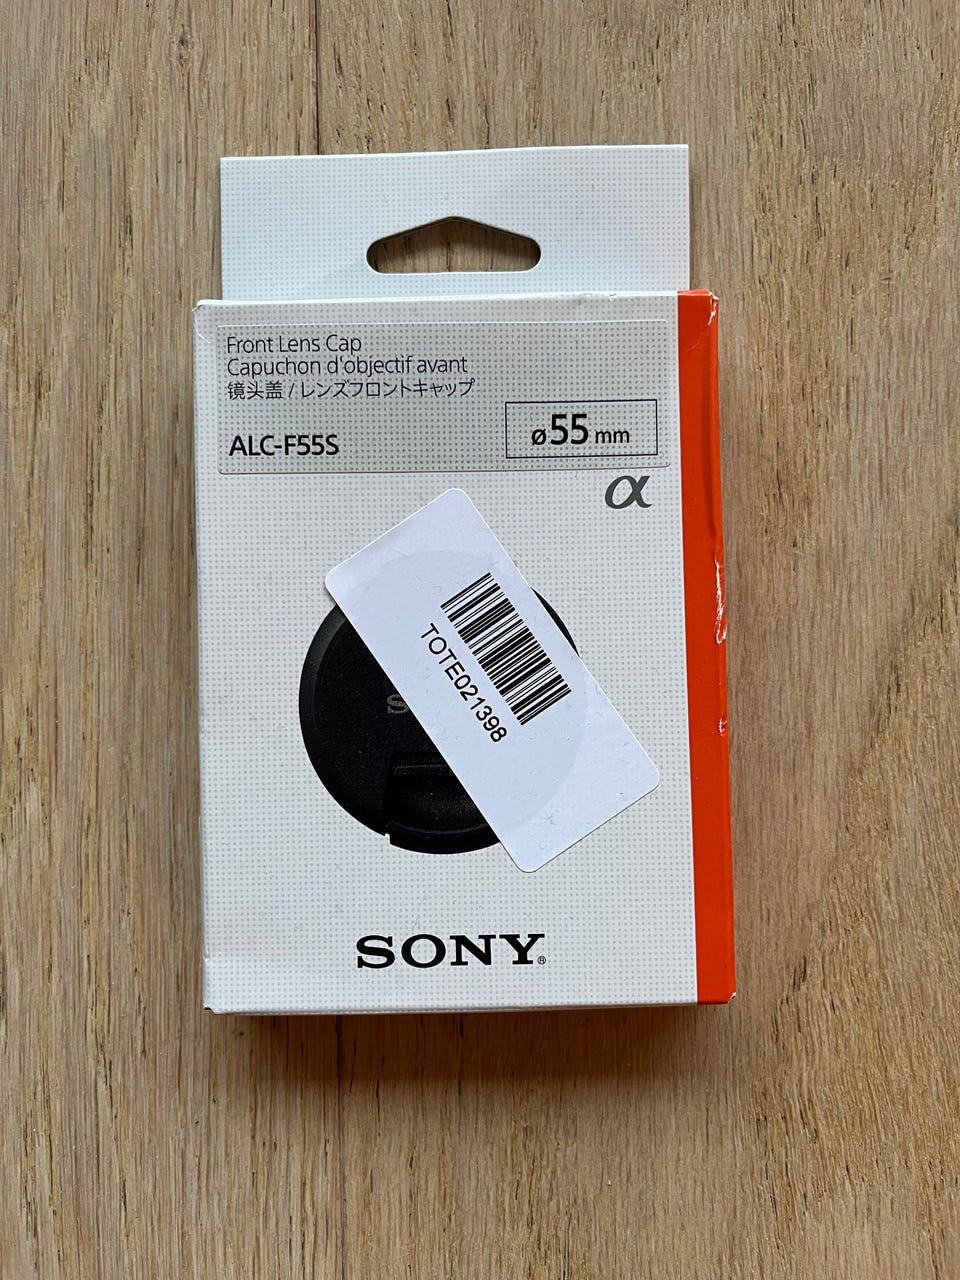 Front Lens Cap
Capuchon d'objectif avant
镜头盖 / レンズフロントキャップ
ALC-F55S
ø55 mm
α
S
TOTE021398
SONY®